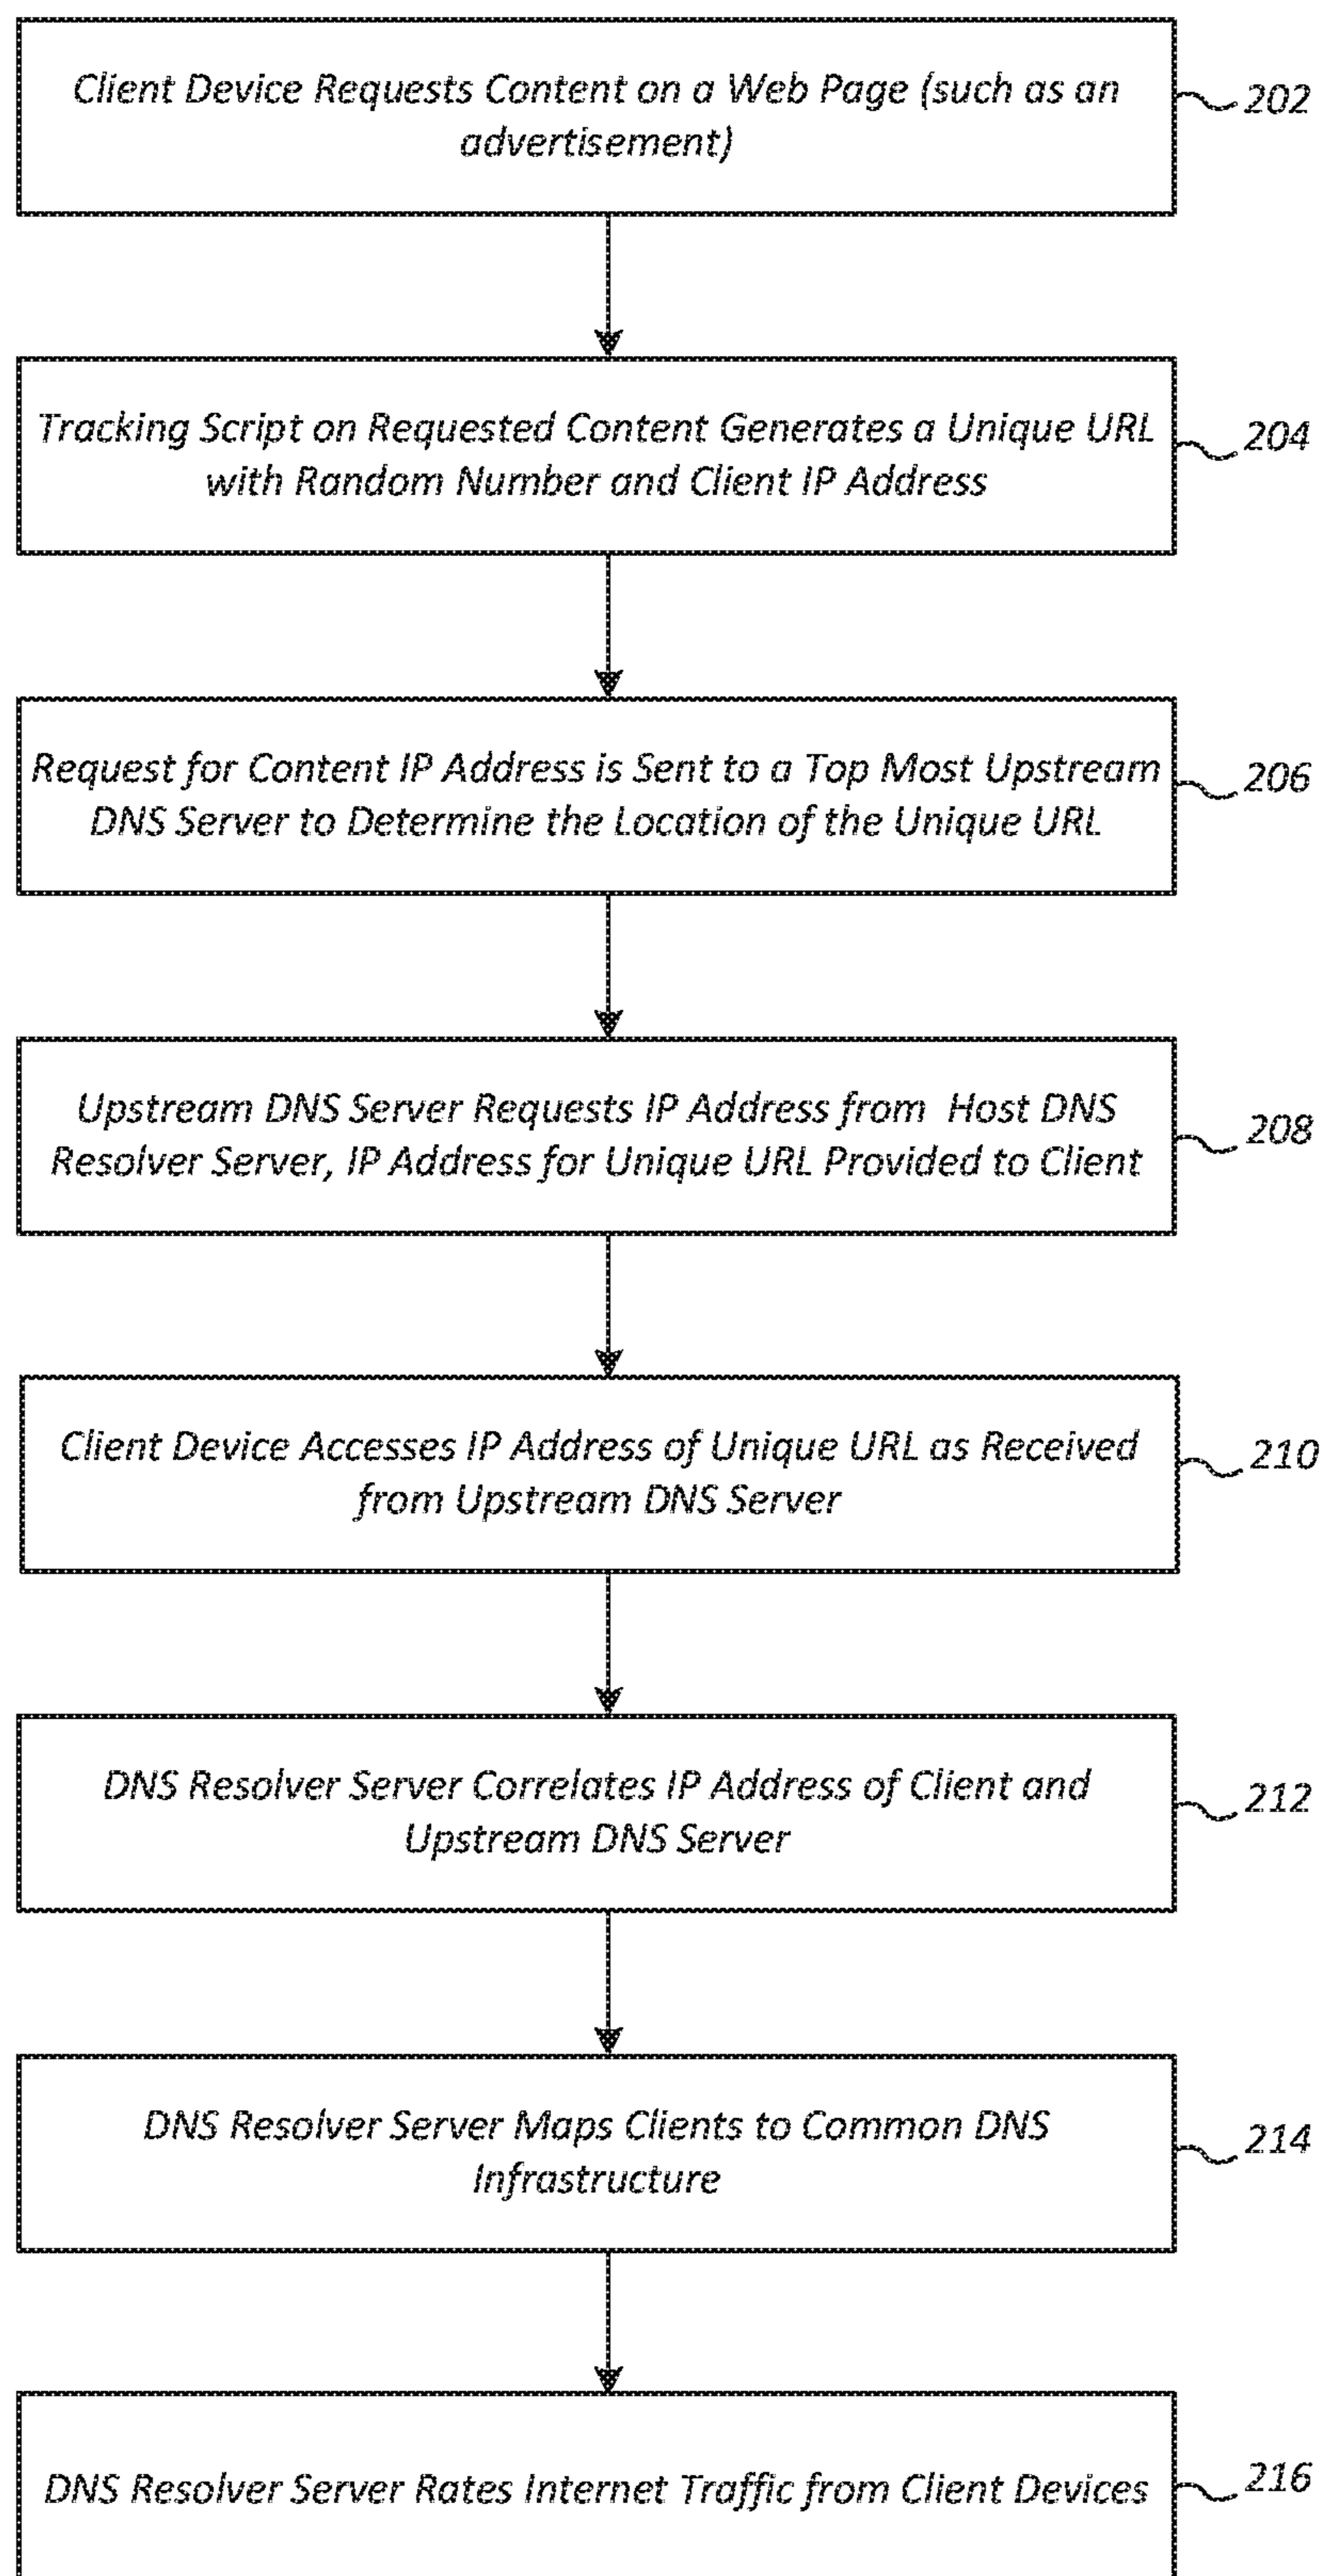 Client Device Requests Content on a Web Page (such as an
advertisement)
202
Tracking Script on Requested Content Generates a Unique URL
with Random Number and Client IP Address
204
Request for Content IP Address is Sent to a Top Most Upstream
DNS Server to Determine the Location of the Unique URL
206
Upstream DNS Server Requests IP Address from Host DNS
Resolver Server, IP Address for Unique URL Provided to Client
208
Client Device Accesses IP Address of Unique URL as Received
from Upstream DNS Server
210
DNS Resolver Server Correlates IP Address of Client and
Upstream DNS Server
212
DNS Resolver Server Maps Clients to Common DNS
Infrastructure
214
DNS Resolver Server Rates Internet Traffic from Client Devices
216